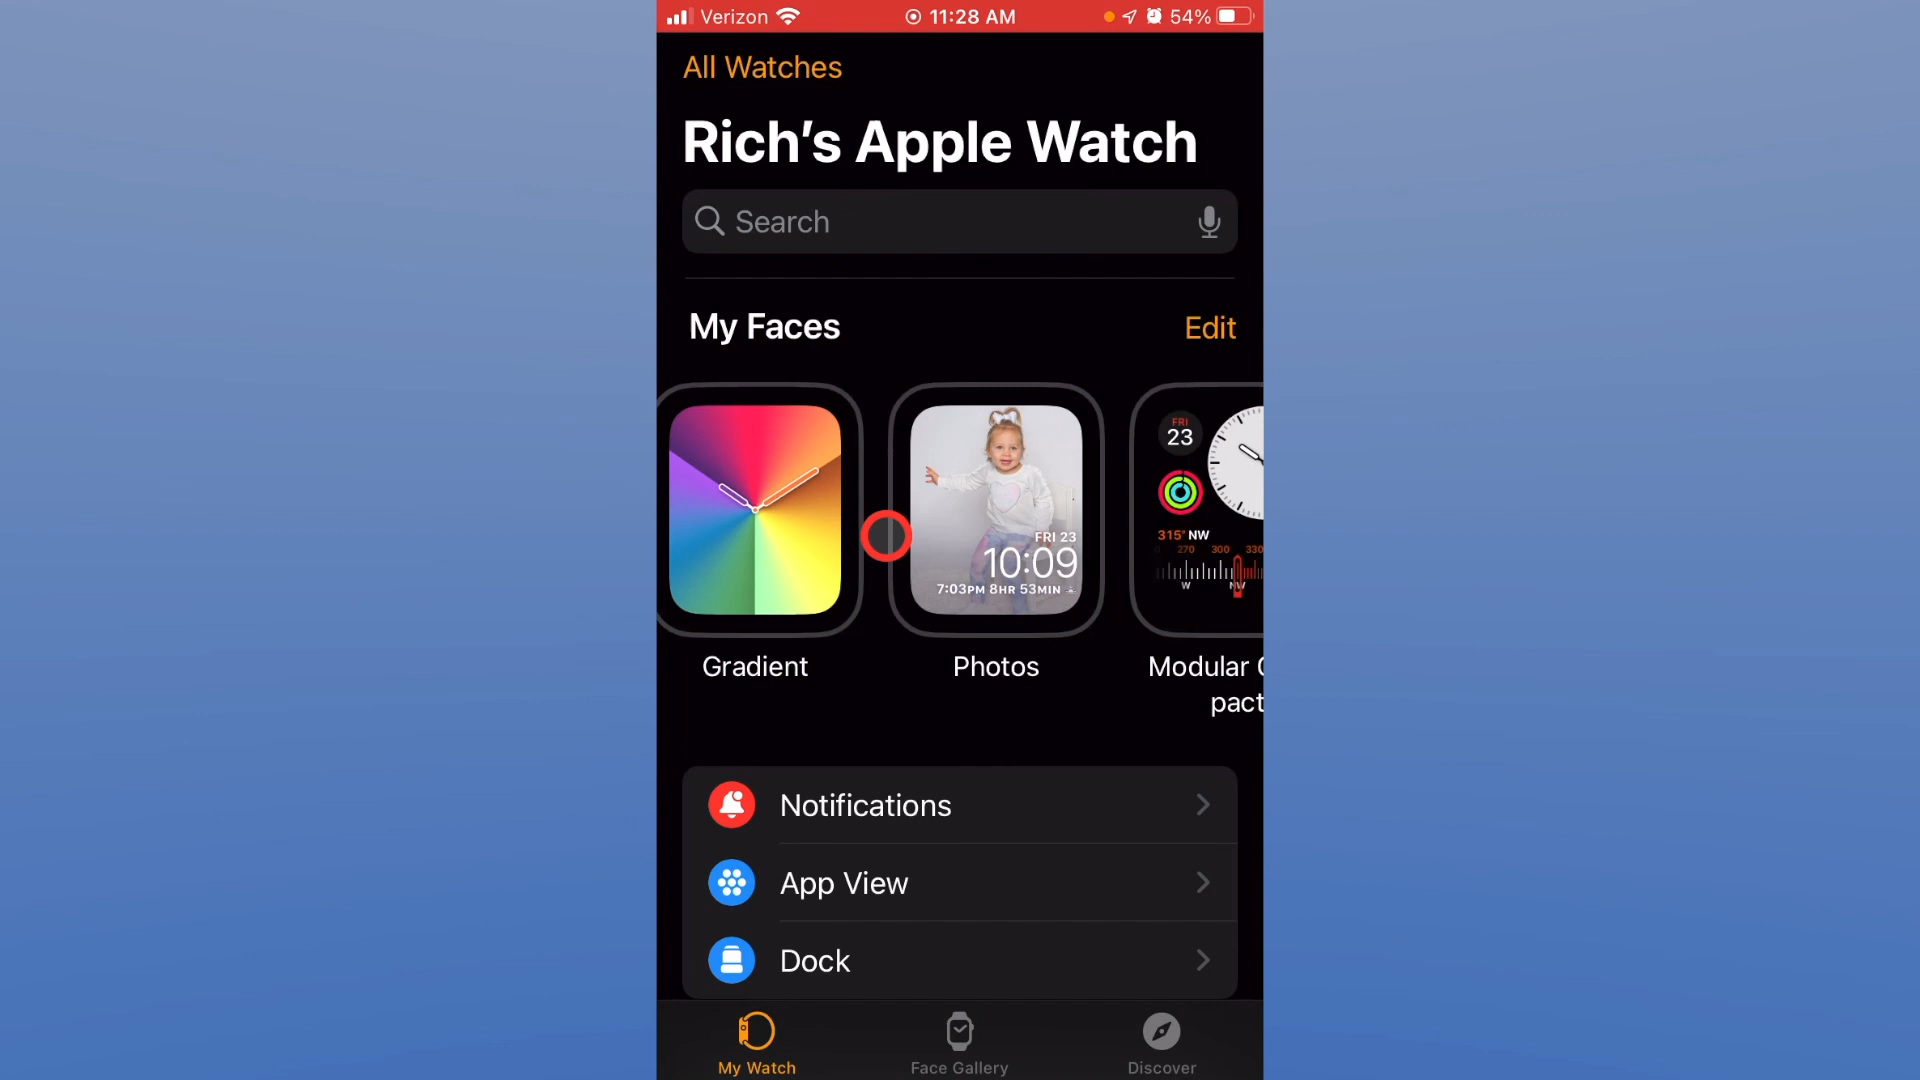 Verizon 11:28 AM 54%
All Watches
Rich's Apple Watch
Search
My Faces Edit
FRI
23
315° NW
270 300 330
W NW
FRI 23
10:09
7:03PM 8HR 53MIN
Gradient Photos Modular
pact
Notifications
App View
Dock
My Watch Face Gallery Discover